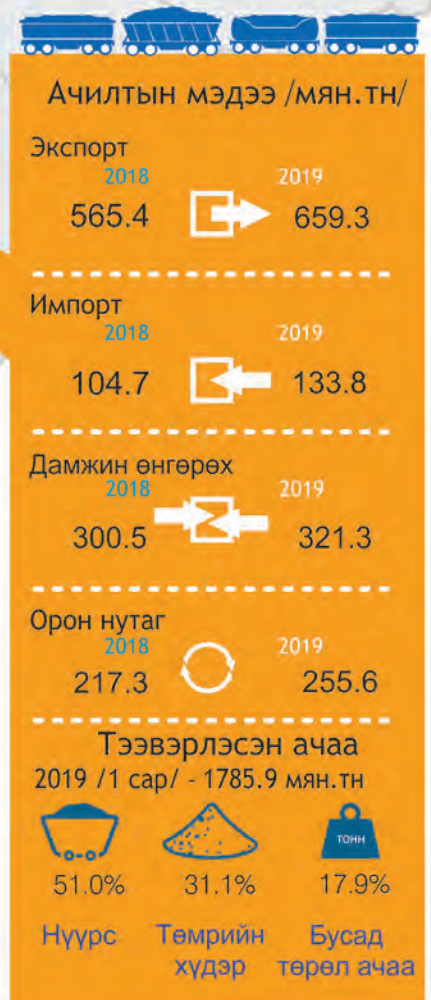 Ачилтын мэдээ /мян.тн/
Экспорт
2018 2019
565.4 659.3
Импорт
2018 2019
104.7 133.8
Дамжин өнгөрөх
2018 2019
300.5 321.3
Орон нутаг
2018 2019
217.3 255.6
Тээвэрлэсэн ачаа
2019 /1 сар/ - 1785.9 мян.тн
ТОНН
51.0% 31.1% 17.9%
Нүүрс Төмрийн Бусад
хүдэр төрөл ачаа